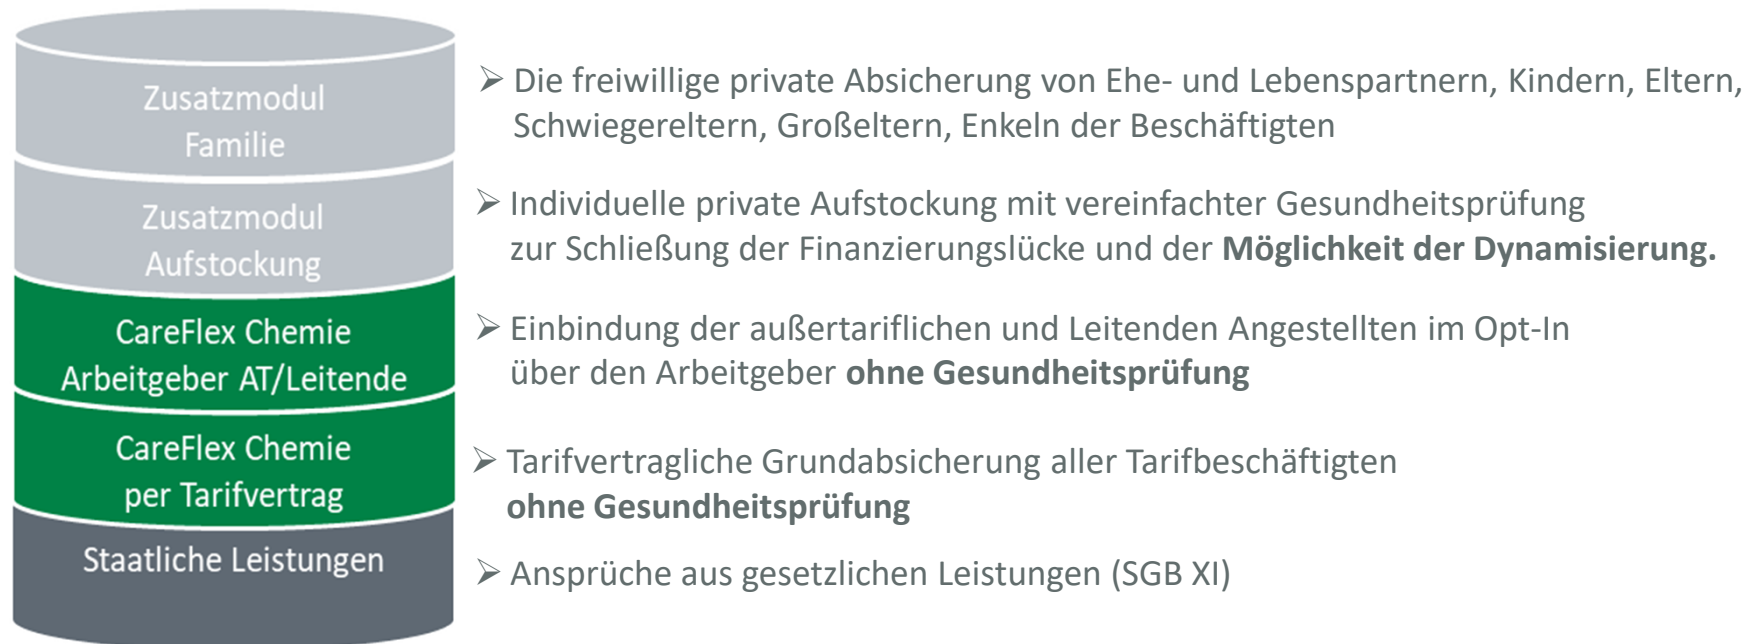 Zusatzmodul
Familie
➢ Die freiwillige private Absicherung von Ehe- und Lebenspartnern, Kindern, Eltern,
Schwiegereltern, Großeltern, Enkeln der Beschäftigten
Zusatzmodul
Aufstockung
➢ Individuelle private Aufstockung mit vereinfachter Gesundheitsprüfung
zur Schließung der Finanzierungslücke und der Möglichkeit der Dynamisierung.
CareFlex Chemie
Arbeitgeber AT/Leitende
➢ Einbindung der außertariflichen und Leitenden Angestellten im Opt-In
über den Arbeitgeber ohne Gesundheitsprüfung
CareFlex Chemie
per Tarifvertrag
➢ Tarifvertragliche Grundabsicherung aller Tarifbeschäftigten
ohne Gesundheitsprüfung
Staatliche Leistungen
➢ Ansprüche aus gesetzlichen Leistungen (SGB XI)